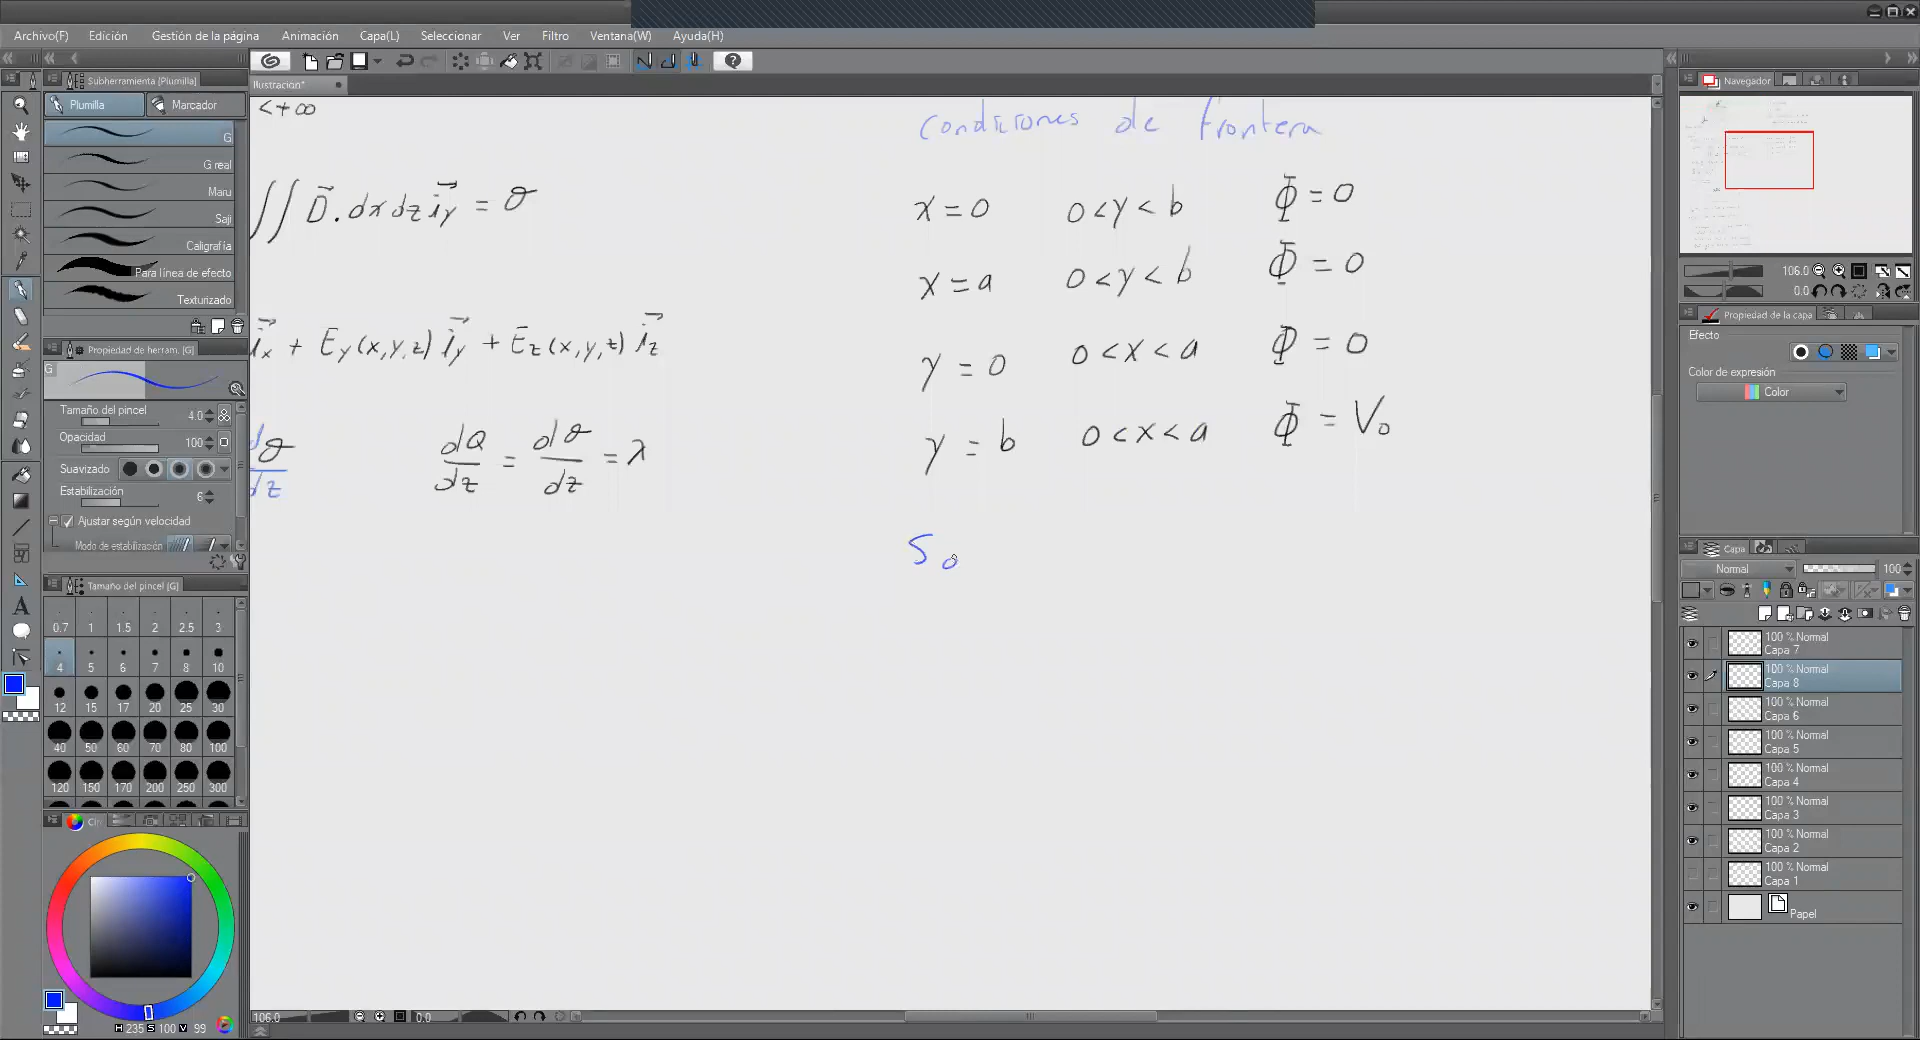 Archivo(F) Edición Gestión de la página Animación Capa(L) Seleccionar Ver Filtro Ventana(W) Ayuda(H)
Ilustración*
Subherramienta [Plumilla]
Plumilla Marcador
G
G real
Maru
Saji
Caligrafía
Para línea de efecto
Texturizado
Propiedad de herram. [G]
G
Tamaño del pincel 4.0
Opacidad 100
Suavizado
Estabilización 6
Ajustar según velocidad
Modo de estabilización
Tamaño del pincel [G]
0.7 1 1.5 2 2.5 3
4 5 6 7 8 10
12 15 17 20 25 30
40 50 60 70 80 100
120 150 170 200 250 300
H 235 S 100 V 99
< +∞
∬ D⃗ . dx dz i⃗y = σ
i⃗x + Ey(x,y,z) i⃗y + Ez(x,y,z) i⃗z
dσ/dz dQ/dz = dσ/dz = λ
Condiciones de frontera
x = 0 0 < y < b Φ = 0
x = a 0 < y < b Φ = 0
y = 0 0 < x < a Φ = 0
y = b 0 < x < a Φ = V₀
So
106.0 0.0
Navegador
106.0
0.0
Propiedad de la capa
Efecto
Color de expresión
Color
Capa
Normal 100
100 % Normal
Capa 7
100 % Normal
Capa 8
100 % Normal
Capa 6
100 % Normal
Capa 5
100 % Normal
Capa 4
100 % Normal
Capa 3
100 % Normal
Capa 2
100 % Normal
Capa 1
Papel